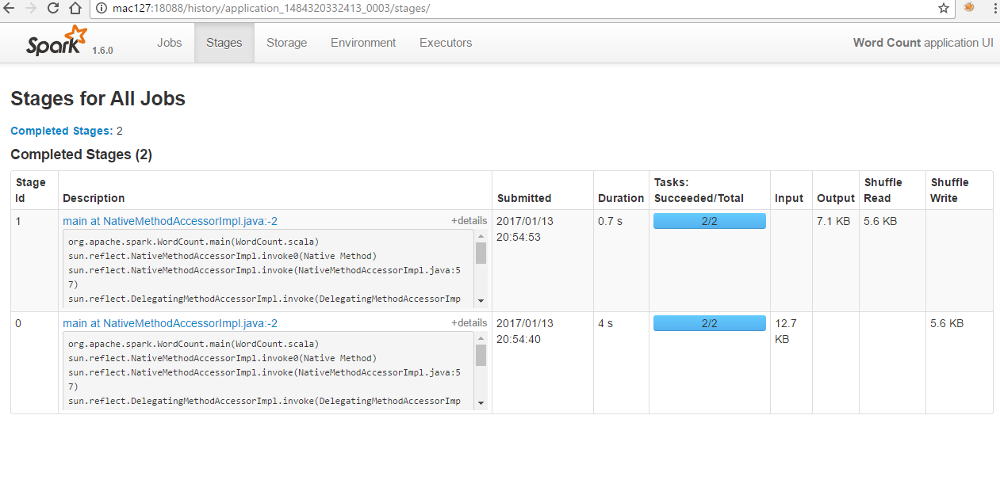 mac127:18088/history/application_1484320332413_0003/stages/
Spark 1.6.0 Jobs Stages Storage Environment Executors Word Count application UI
Stages for All Jobs
Completed Stages: 2
Completed Stages (2)
Stage Id Description Submitted Duration Tasks: Succeeded/Total Input Output Shuffle Read Shuffle Write
1 main at NativeMethodAccessorImpl.java:-2 +details 2017/01/13 20:54:53 0.7 s 2/2 7.1 KB 5.6 KB
org.apache.spark.WordCount.main(WordCount.scala)
sun.reflect.NativeMethodAccessorImpl.invoke0(Native Method)
sun.reflect.NativeMethodAccessorImpl.invoke(NativeMethodAccessorImpl.java:5
7)
sun.reflect.DelegatingMethodAccessorImpl.invoke(DelegatingMethodAccessorImp
0 main at NativeMethodAccessorImpl.java:-2 +details 2017/01/13 20:54:40 4 s 2/2 12.7 KB 5.6 KB
org.apache.spark.WordCount.main(WordCount.scala)
sun.reflect.NativeMethodAccessorImpl.invoke0(Native Method)
sun.reflect.NativeMethodAccessorImpl.invoke(NativeMethodAccessorImpl.java:5
7)
sun.reflect.DelegatingMethodAccessorImpl.invoke(DelegatingMethodAccessorImp